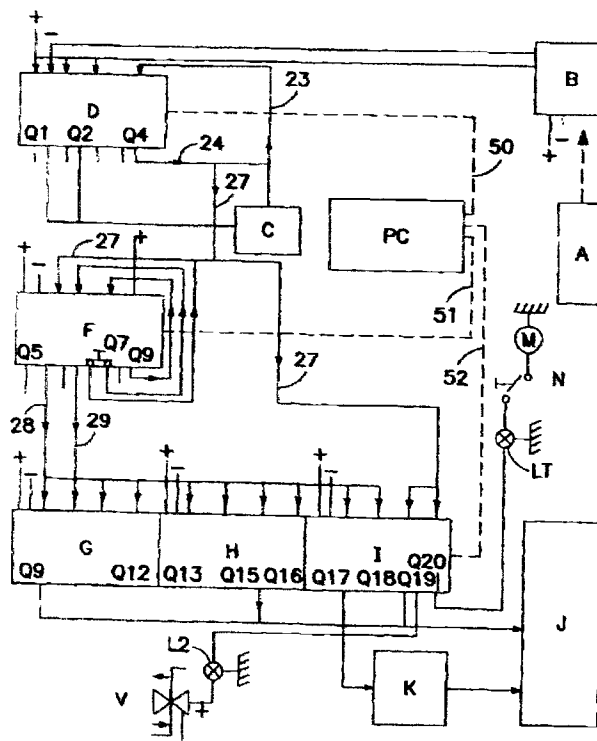 +
−
D
Q1 Q2 Q4
23
B
+ −
24
50
27
C
PC
A
+ − 27 +
51
F
Q7
Q5 Q9
M
N
27
52
28 29
LT
+ − + − + −
G H I
Q9 Q12 Q13 Q15 Q16 Q17 Q18 Q19 Q20
J
L2
K
V +